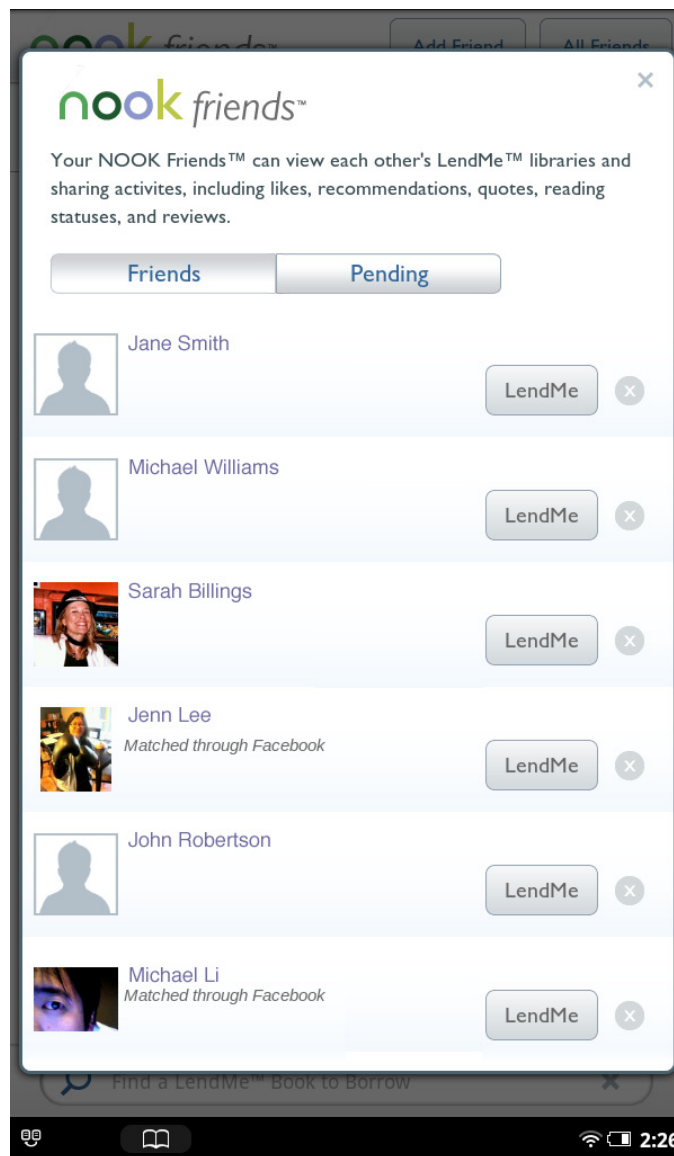 nook friends™
Add Friend
All Friends
nook friends™
Your NOOK Friends™ can view each other's LendMe™ libraries and
sharing activites, including likes, recommendations, quotes, reading
statuses, and reviews.
Friends
Pending
Jane Smith
LendMe
Michael Williams
LendMe
Sarah Billings
LendMe
Jenn Lee
Matched through Facebook
LendMe
John Robertson
LendMe
Michael Li
Matched through Facebook
LendMe
Find a LendMe™ Book to Borrow
2:26